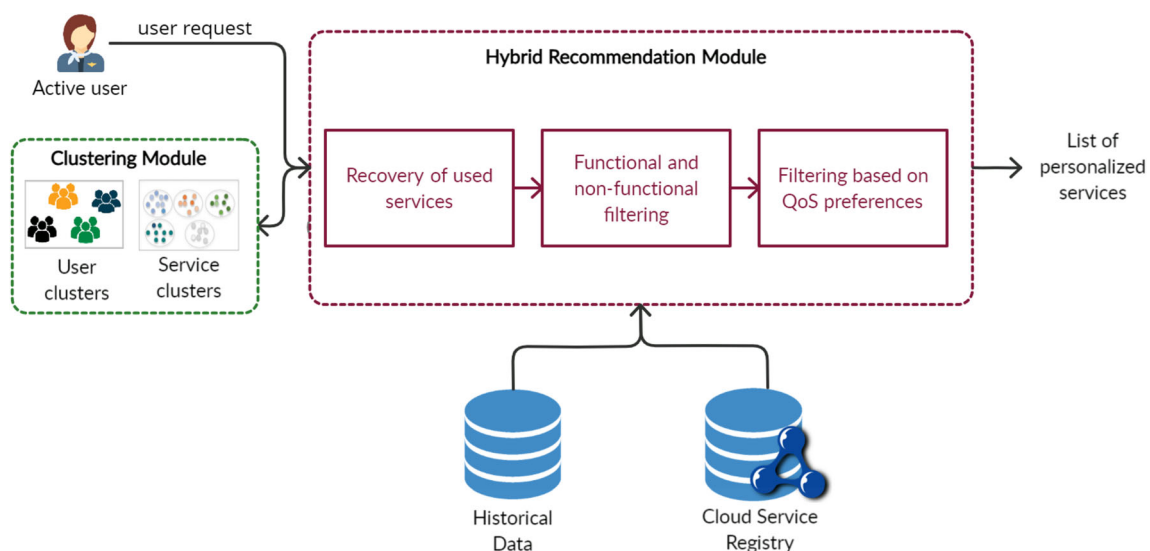 user request
Active user
Hybrid Recommendation Module
Clustering Module
User
clusters
Service
clusters
Recovery of used
services
Functional and
non-functional
filtering
Filtering based on
QoS preferences
List of
personalized
services
Historical
Data
Cloud Service
Registry